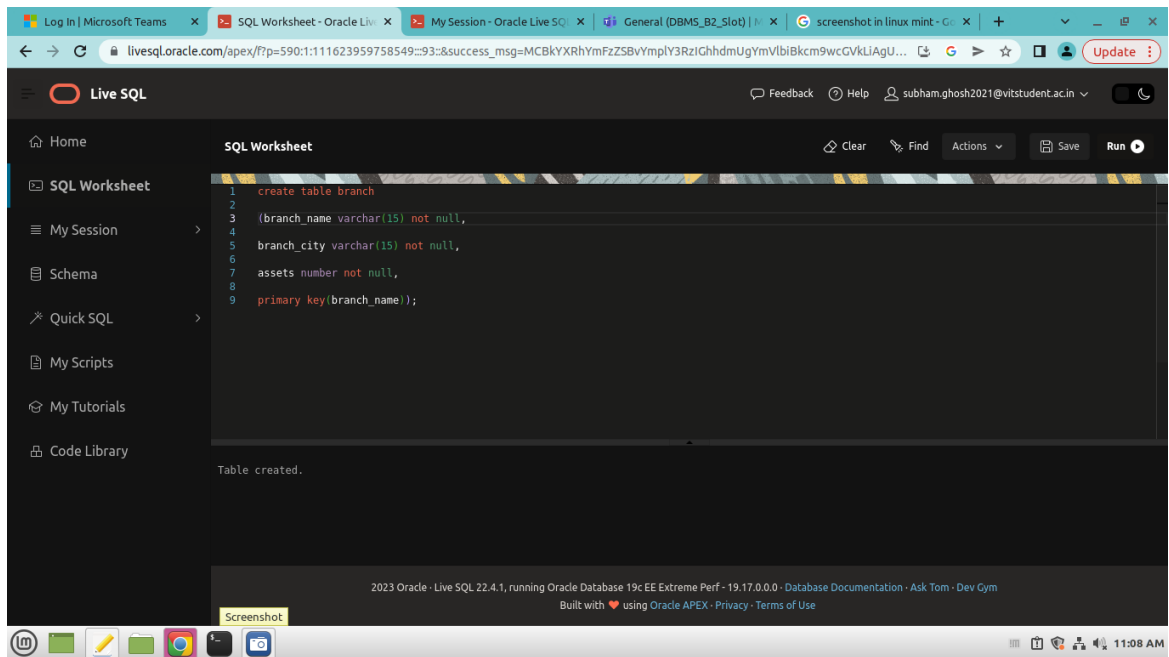 Log In | Microsoft Teams
SQL Worksheet - Oracle Liv
My Session - Oracle Live SQ
General (DBMS_B2_Slot) | M
screenshot in linux mint - Go
livesql.oracle.com/apex/f?p=590:1:111623959758549:::93::&success_msg=MCBkYXRhYmFzZSBvYmplY3RzIGhhdmUgYmVlbiBkcm9wcGVkLiAgU...
Update
Live SQL
Feedback Help subham.ghosh2021@vitstudent.ac.in
Home
SQL Worksheet
My Session
Schema
Quick SQL
My Scripts
My Tutorials
Code Library
SQL Worksheet
Clear Find Actions Save Run
1 create table branch
2
3 (branch_name varchar(15) not null,
4
5 branch_city varchar(15) not null,
6
7 assets number not null,
8
9 primary key(branch_name));
Table created.
2023 Oracle · Live SQL 22.4.1, running Oracle Database 19c EE Extreme Perf - 19.17.0.0.0 · Database Documentation · Ask Tom · Dev Gym
Built with ❤ using Oracle APEX · Privacy · Terms of Use
Screenshot
11:08 AM